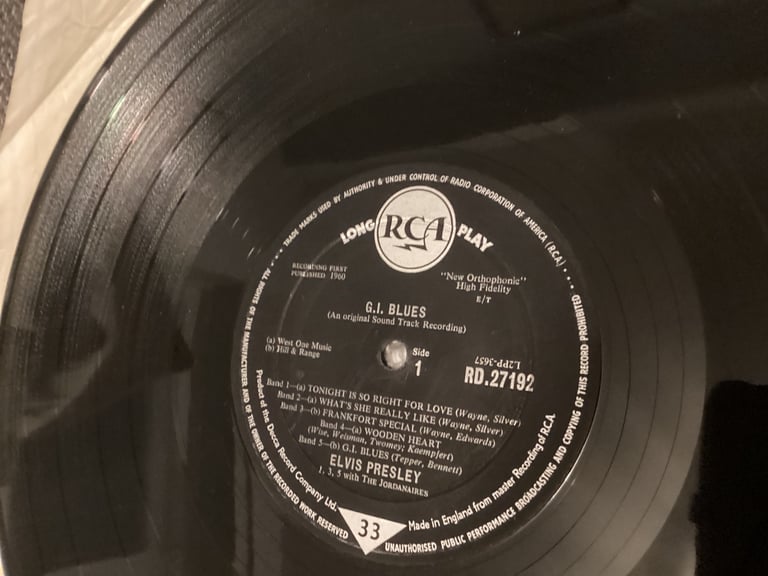 TRADE MARKS USED BY AUTHORITY & UNDER CONTROL OF RADIO CORPORATION OF AMERICA (RCA)...
LONG RCA PLAY
RECORDING FIRST
PUBLISHED 1960
"New Orthophonic"
High Fidelity
E/T
G.I. BLUES
(An original Sound Track Recording)
(a) West One Music
(b) Hill & Range
Side
1
L2PP-3657
RD.27192
Band 1—(a) TONIGHT IS SO RIGHT FOR LOVE (Wayne, Silver)
Band 2—(a) WHAT'S SHE REALLY LIKE (Wayne, Silver)
Band 3—(b) FRANKFORT SPECIAL (Wayne, Edwards)
Band 4—(a) WOODEN HEART
(Wise, Weisman, Twomey; Kaempfert)
Band 5—(b) G.I. BLUES (Tepper, Bennett)
ELVIS PRESLEY
1, 3, 5 with THE JORDANAIRES
Product of the Decca Record Company Ltd.
33
Made in England from master Recording of RCA.
ALL RIGHTS OF THE MANUFACTURER AND OF THE OWNER OF THE RECORDED WORK RESERVED
UNAUTHORISED PUBLIC PERFORMANCE BROADCASTING AND COPYING OF THIS RECORD PROHIBITED